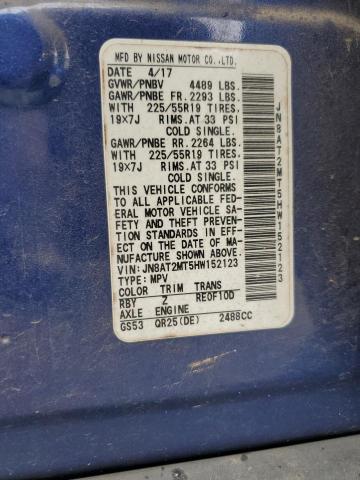 MFD BY NISSAN MOTOR CO.,LTD.
DATE 4/17
GVWR/PNBV 4489 LBS.
GAWR/PNBE FR.2293 LBS.
WITH 225/55R19 TIRES.
19X7J RIMS.AT 33 PSI
COLD SINGLE.
GAWR/PNBE RR.2264 LBS.
WITH 225/55R19 TIRES.
19X7J RIMS.AT 33 PSI
COLD SINGLE.
THIS VEHICLE CONFORMS
TO ALL APPLICABLE FED-
ERAL MOTOR VEHICLE SA-
FETY AND THEFT PREVENTION
STANDARDS IN EFF-
ECT ON THE DATE OF MA-
NUFACTURE SHOWN ABOVE.
VIN:JN8AT2MT5HW152123
TYPE:MPV
COLOR TRIM TRANS
RBY Z RE0F10D
AXLE ENGINE
GS53 QR25(DE) 2488CC
JN8AT2MT5HW152123